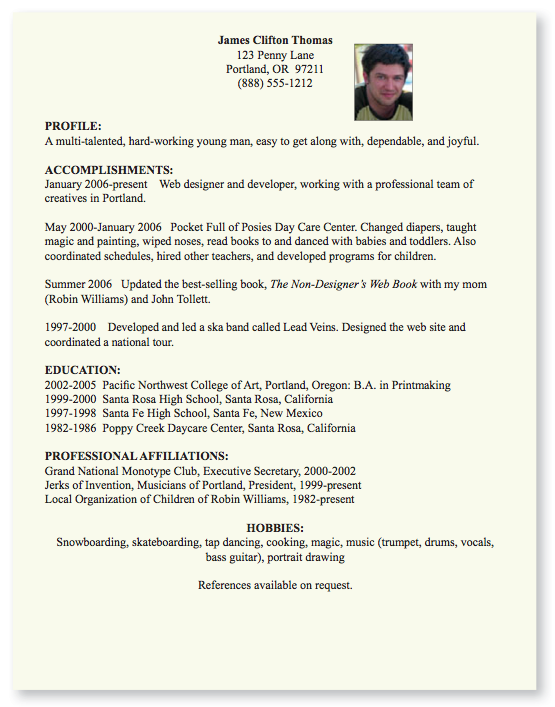 James Clifton Thomas
123 Penny Lane
Portland, OR  97211
(888) 555-1212
PROFILE:
A multi-talented, hard-working young man, easy to get along with, dependable, and joyful.
ACCOMPLISHMENTS:
January 2006-present    Web designer and developer, working with a professional team of
creatives in Portland.
May 2000-January 2006   Pocket Full of Posies Day Care Center. Changed diapers, taught
magic and painting, wiped noses, read books to and danced with babies and toddlers. Also
coordinated schedules, hired other teachers, and developed programs for children.
Summer 2006   Updated the best-selling book, The Non-Designer's Web Book with my mom
(Robin Williams) and John Tollett.
1997-2000    Developed and led a ska band called Lead Veins. Designed the web site and
coordinated a national tour.
EDUCATION:
2002-2005  Pacific Northwest College of Art, Portland, Oregon: B.A. in Printmaking
1999-2000  Santa Rosa High School, Santa Rosa, California
1997-1998  Santa Fe High School, Santa Fe, New Mexico
1982-1986  Poppy Creek Daycare Center, Santa Rosa, California
PROFESSIONAL AFFILIATIONS:
Grand National Monotype Club, Executive Secretary, 2000-2002
Jerks of Invention, Musicians of Portland, President, 1999-present
Local Organization of Children of Robin Williams, 1982-present
HOBBIES:
Snowboarding, skateboarding, tap dancing, cooking, magic, music (trumpet, drums, vocals,
bass guitar), portrait drawing
References available on request.